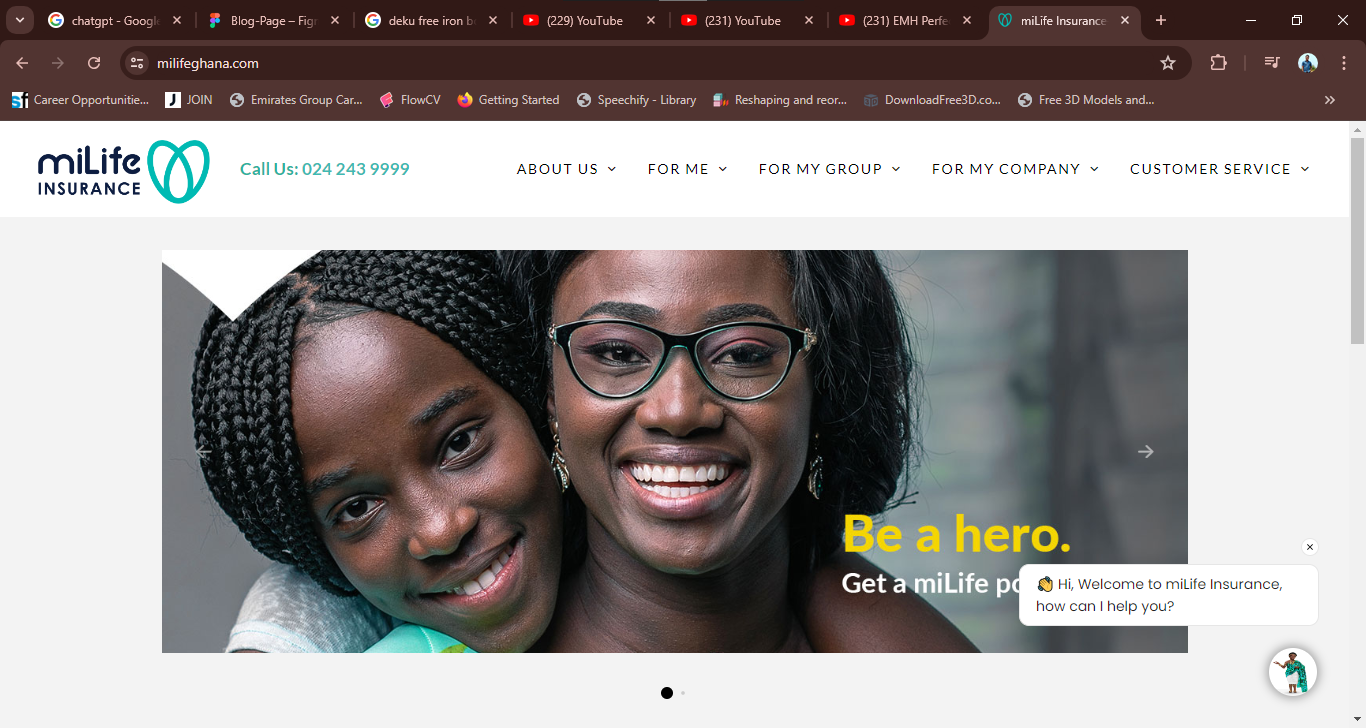 chatgpt - Google
Blog-Page – Figm
deku free iron b
(229) YouTube
(231) YouTube
(231) EMH Perfe
miLife Insurance
milifeghana.com
Career Opportunitie...
JOIN
Emirates Group Car...
FlowCV
Getting Started
Speechify - Library
Reshaping and reor...
DownloadFree3D.co...
Free 3D Models and...
miLife
INSURANCE
Call Us: 024 243 9999
ABOUT US
FOR ME
FOR MY GROUP
FOR MY COMPANY
CUSTOMER SERVICE
Be a hero.
Get a miLife po
Hi, Welcome to miLife Insurance,
how can I help you?